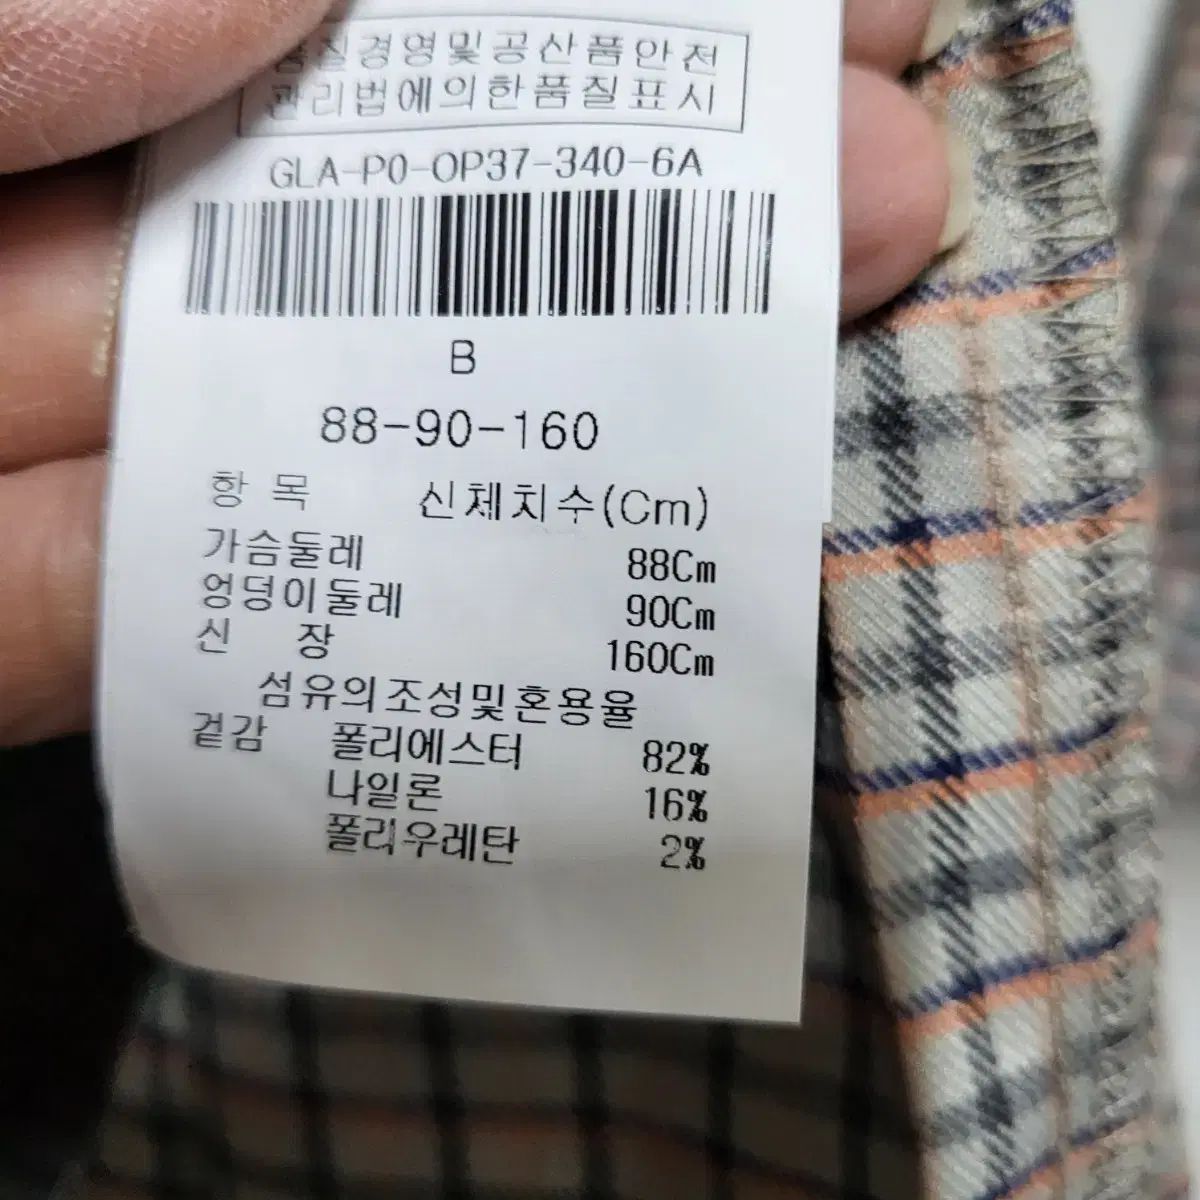 품질경영및공산품안전
관리법에의한품질표시
GLA-PO-OP37-340-6A
B
88-90-160
항 목 신체치수(Cm)
가슴둘레 88Cm
엉덩이둘레 90Cm
신 장 160Cm
섬유의조성및혼용율
겉감 폴리에스터 82%
나일론 16%
폴리우레탄 2%